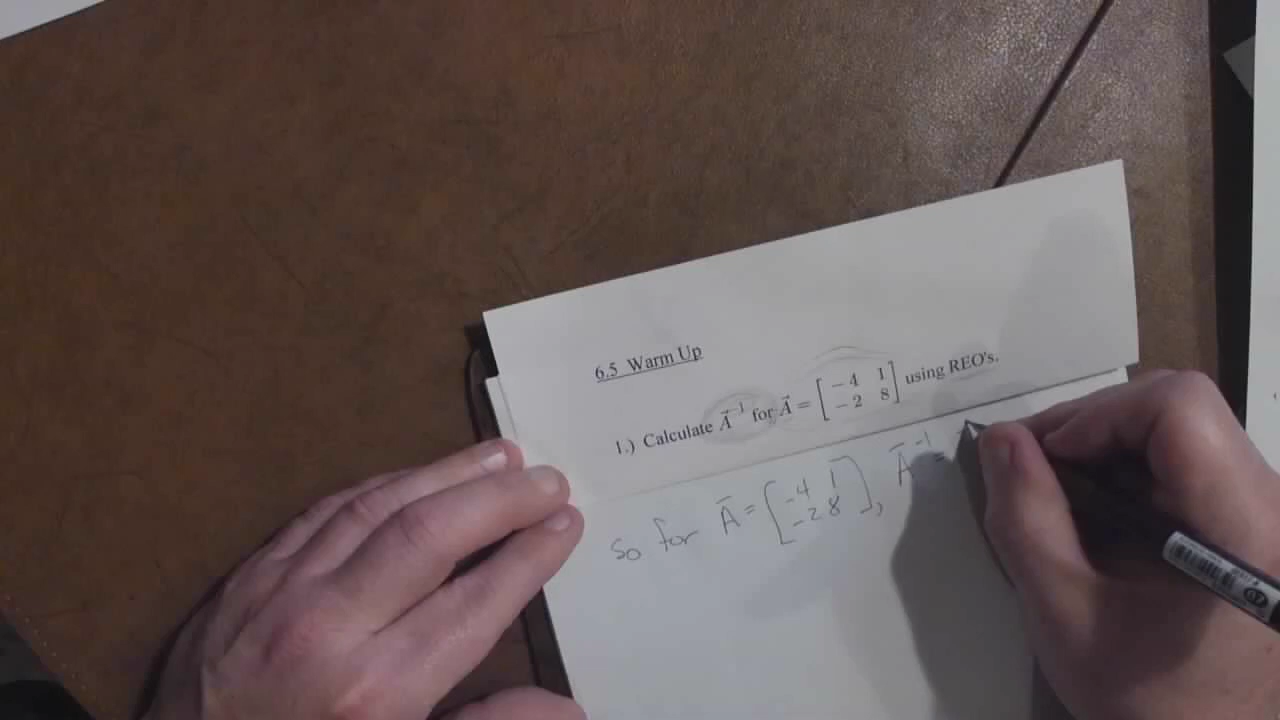 6.5 Warm Up
1.) Calculate A⃗⁻¹ for A⃗ = [ -4 1 ; -2 8 ] using REO's.
So for A̅ = [ -4 1 ; -2 8 ], A̅⁻¹ =